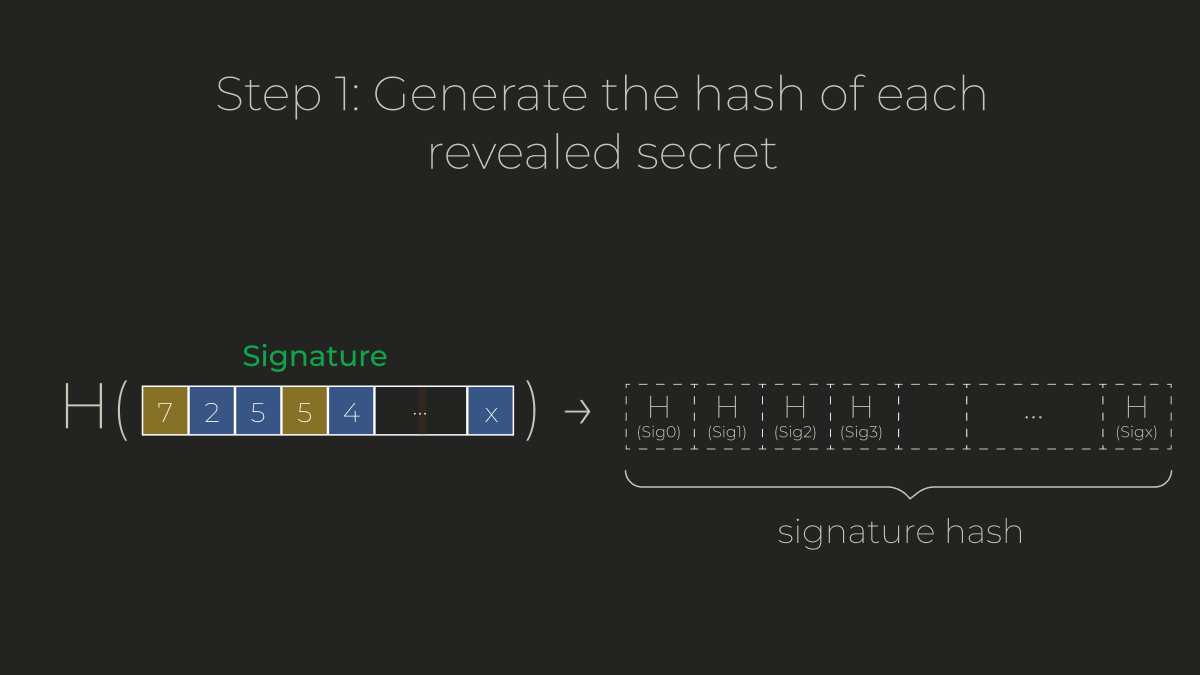 Step 1: Generate the hash of each
revealed secret
Signature
H( 7 2 5 5 4 ... x ) →
H H H H ... H
(Sig0) (Sig1) (Sig2) (Sig3) (Sigx)
signature hash